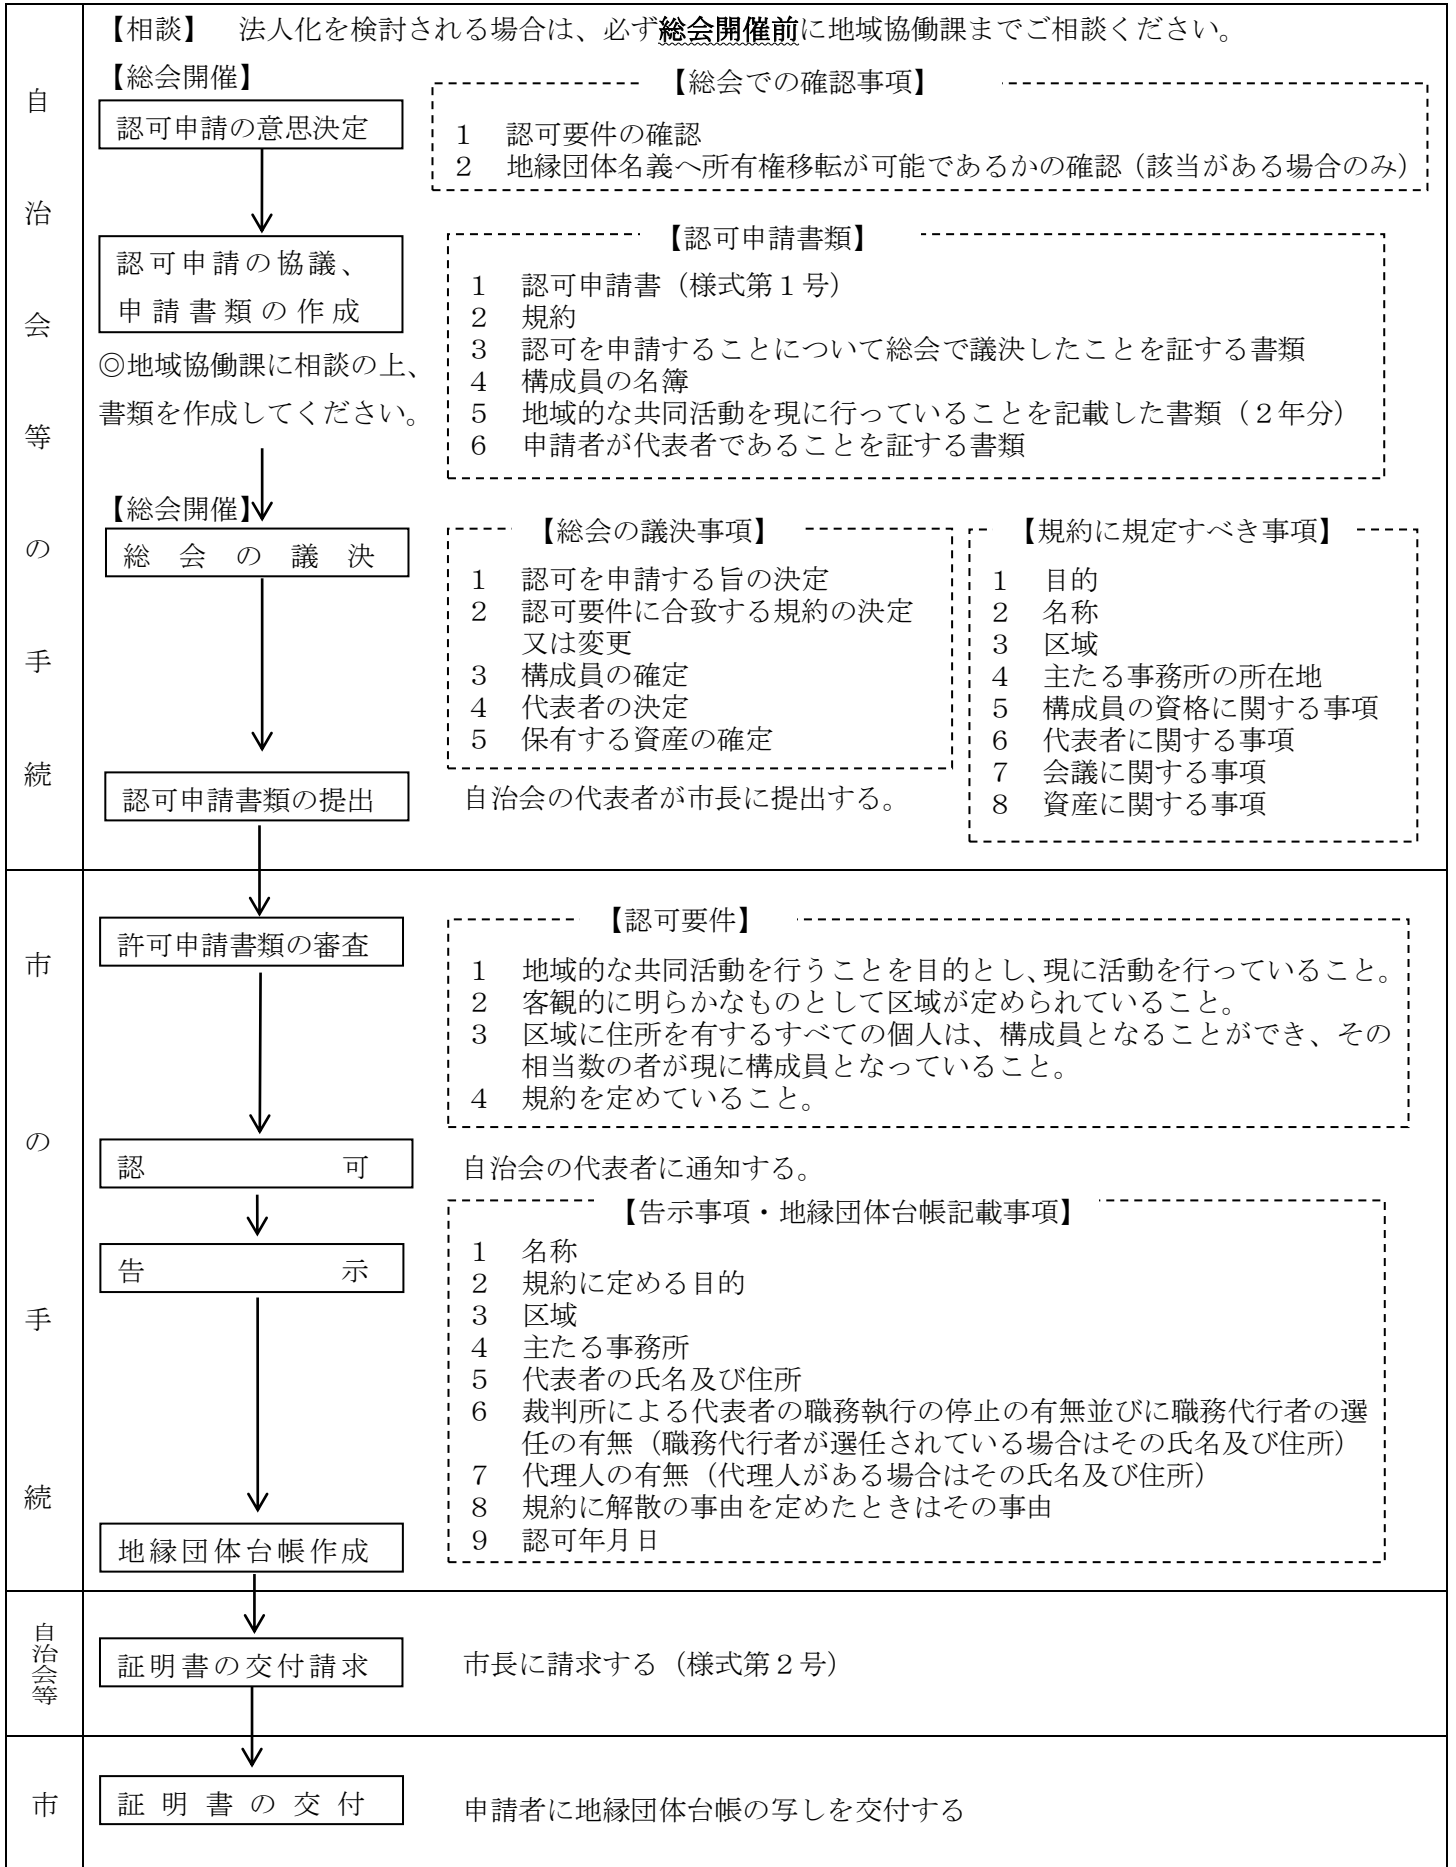 自治会等の手続
【相談】　法人化を検討される場合は、必ず総会開催前に地域協働課までご相談ください。
【総会開催】
認可申請の意思決定
【総会での確認事項】
１　認可要件の確認
２　地縁団体名義へ所有権移転が可能であるかの確認（該当がある場合のみ）
認可申請の協議、
申請書類の作成
◎地域協働課に相談の上、
書類を作成してください。
【認可申請書類】
１　認可申請書（様式第１号）
２　規約
３　認可を申請することについて総会で議決したことを証する書類
４　構成員の名簿
５　地域的な共同活動を現に行っていることを記載した書類（２年分）
６　申請者が代表者であることを証する書類
【総会開催】
総会の議決
【総会の議決事項】
１　認可を申請する旨の決定
２　認可要件に合致する規約の決定
又は変更
３　構成員の確定
４　代表者の決定
５　保有する資産の確定
【規約に規定すべき事項】
１　目的
２　名称
３　区域
４　主たる事務所の所在地
５　構成員の資格に関する事項
６　代表者に関する事項
７　会議に関する事項
８　資産に関する事項
認可申請書類の提出
自治会の代表者が市長に提出する。
市の手続
許可申請書類の審査
【認可要件】
１　地域的な共同活動を行うことを目的とし、現に活動を行っていること。
２　客観的に明らかなものとして区域が定められていること。
３　区域に住所を有するすべての個人は、構成員となることができ、その
相当数の者が現に構成員となっていること。
４　規約を定めていること。
認可
自治会の代表者に通知する。
告示
【告示事項・地縁団体台帳記載事項】
１　名称
２　規約に定める目的
３　区域
４　主たる事務所
５　代表者の氏名及び住所
６　裁判所による代表者の職務執行の停止の有無並びに職務代行者の選
任の有無（職務代行者が選任されている場合はその氏名及び住所）
７　代理人の有無（代理人がある場合はその氏名及び住所）
８　規約に解散の事由を定めたときはその事由
９　認可年月日
地縁団体台帳作成
自治会等
証明書の交付請求
市長に請求する（様式第２号）
市
証明書の交付
申請者に地縁団体台帳の写しを交付する